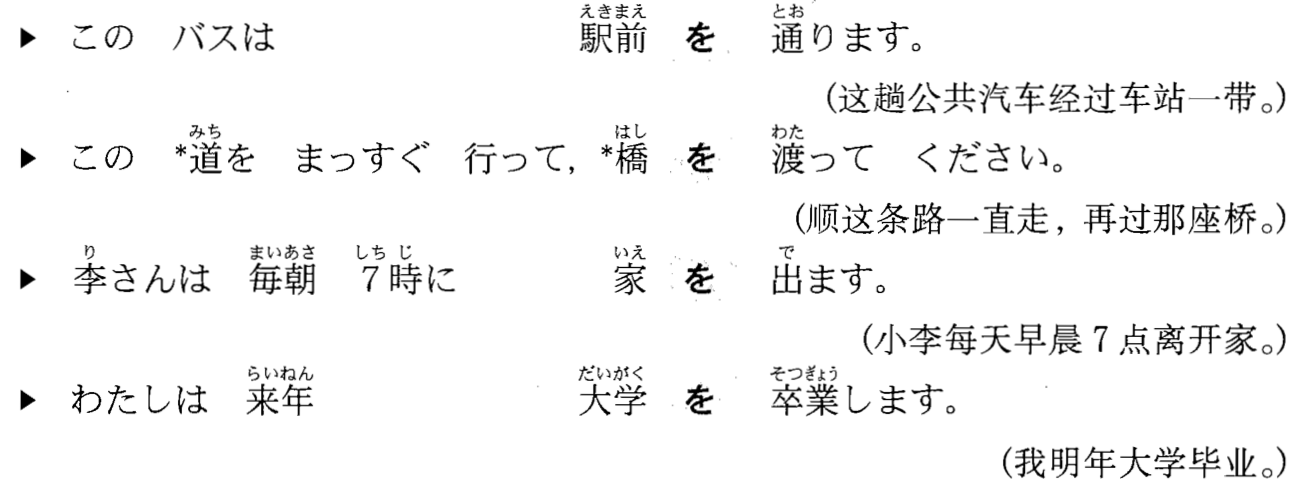 えきまえ とお
▶ この バスは 駅前 を 通ります。
(这趟公共汽车经过车站一带。)
みち はし わた
▶ この *道を まっすぐ 行って, *橋 を 渡って ください。
(顺这条路一直走, 再过那座桥。)
り まいあさ しち じ いえ で
▶ 李さんは 毎朝 7時に 家 を 出ます。
(小李每天早晨7点离开家。)
らいねん だいがく そつぎょう
▶ わたしは 来年 大学 を 卒業します。
(我明年大学毕业。)